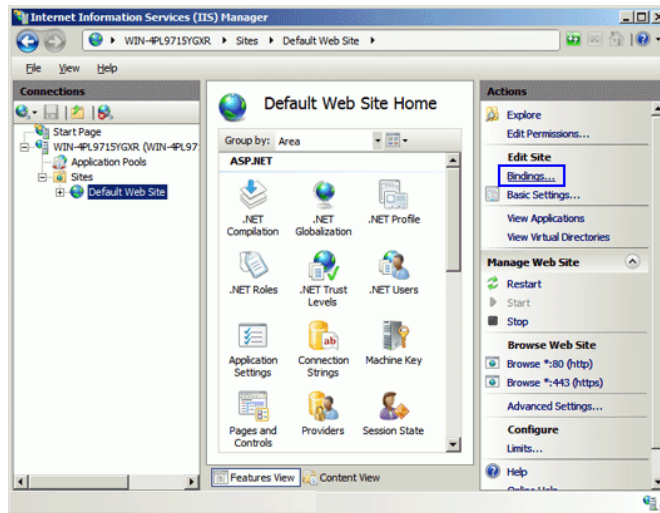 Internet Information Services (IIS) Manager
WIN-4PL9715YGXR Sites Default Web Site
File View Help
Connections
Start Page
WIN-4PL9715YGXR (WIN-4PL97
Application Pools
Sites
Default Web Site
Default Web Site Home
Group by: Area
ASP.NET
.NET Compilation
.NET Globalization
.NET Profile
.NET Roles
.NET Trust Levels
.NET Users
Application Settings
Connection Strings
Machine Key
Pages and Controls
Providers
Session State
Features View
Content View
Actions
Explore
Edit Permissions...
Edit Site
Bindings...
Basic Settings...
View Applications
View Virtual Directories
Manage Web Site
Restart
Start
Stop
Browse Web Site
Browse *:80 (http)
Browse *:443 (https)
Advanced Settings...
Configure
Limits...
Help
Online Help